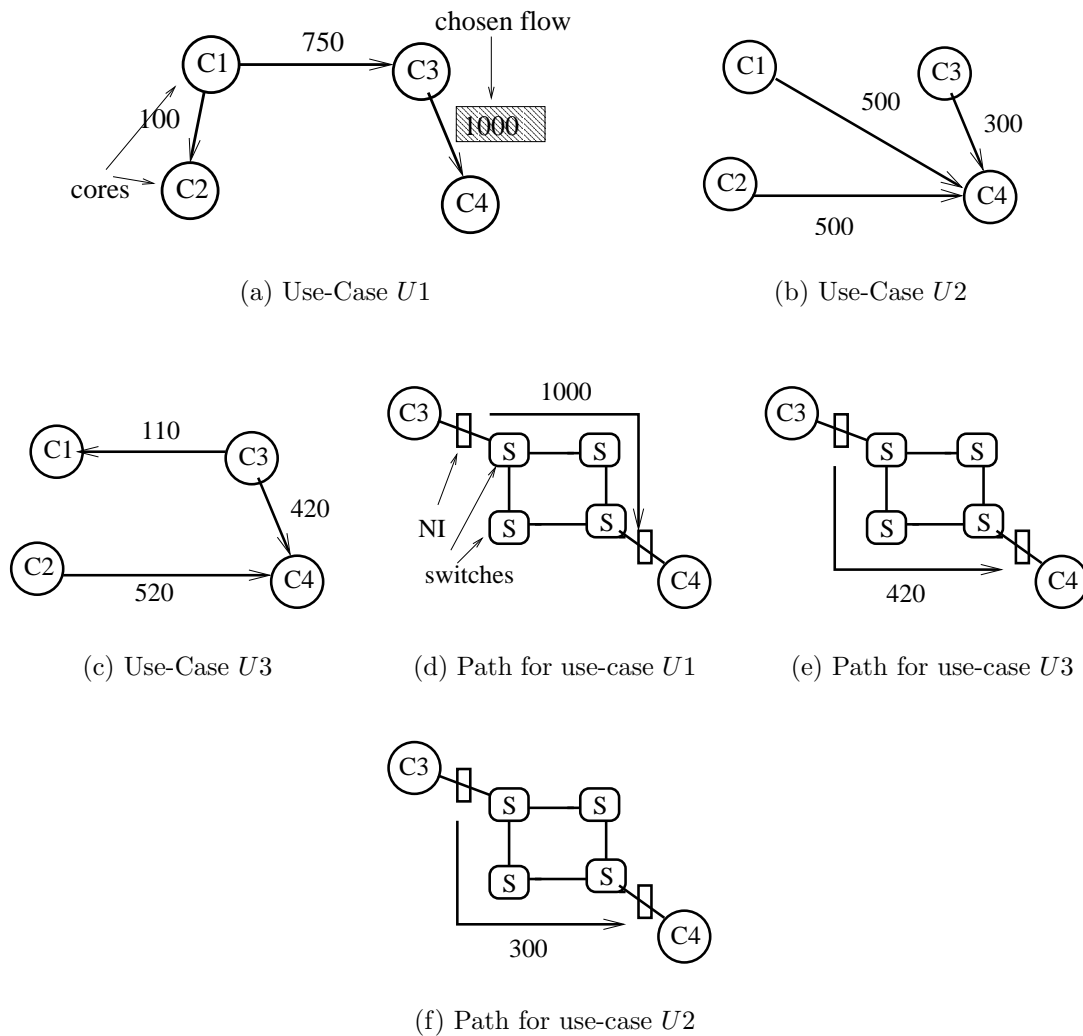 chosen flow
750
C1
C3
100
1000
cores
C2
C4
(a) Use-Case U1
C1
C3
500
300
C2
C4
500
(b) Use-Case U2
110
C1
C3
420
C2
C4
520
(c) Use-Case U3
1000
C3
S
S
NI
S
S
switches
C4
(d) Path for use-case U1
C3
S
S
S
S
420
C4
(e) Path for use-case U3
C3
S
S
S
S
300
C4
(f) Path for use-case U2